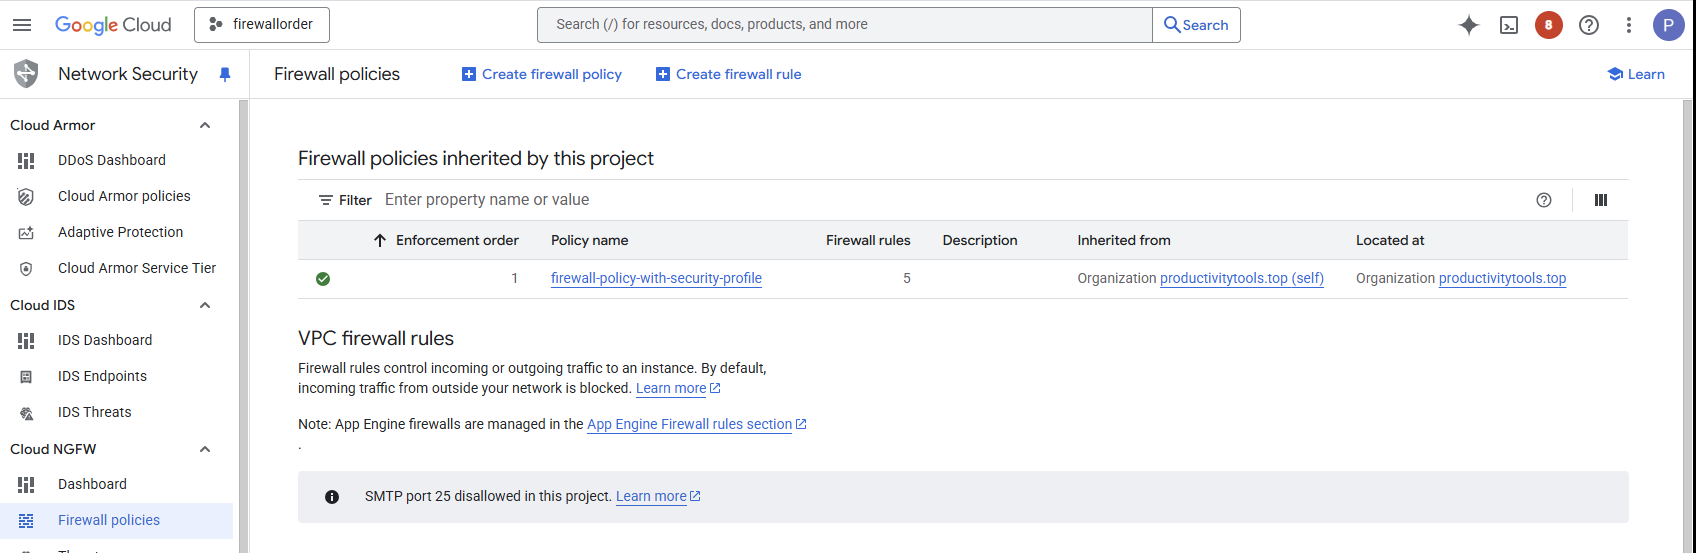 Google Cloud
firewallorder
Search (/) for resources, docs, products, and more
Search
8
P
Network Security
Firewall policies
Create firewall policy
Create firewall rule
Learn
Cloud Armor
DDoS Dashboard
Cloud Armor policies
Adaptive Protection
Cloud Armor Service Tier
Cloud IDS
IDS Dashboard
IDS Endpoints
IDS Threats
Cloud NGFW
Dashboard
Firewall policies
Firewall policies inherited by this project
Filter Enter property name or value
Enforcement order Policy name Firewall rules Description Inherited from Located at
1 firewall-policy-with-security-profile 5 Organization productivitytools.top (self) Organization productivitytools.top
VPC firewall rules
Firewall rules control incoming or outgoing traffic to an instance. By default,
incoming traffic from outside your network is blocked. Learn more
Note: App Engine firewalls are managed in the App Engine Firewall rules section
.
SMTP port 25 disallowed in this project. Learn more